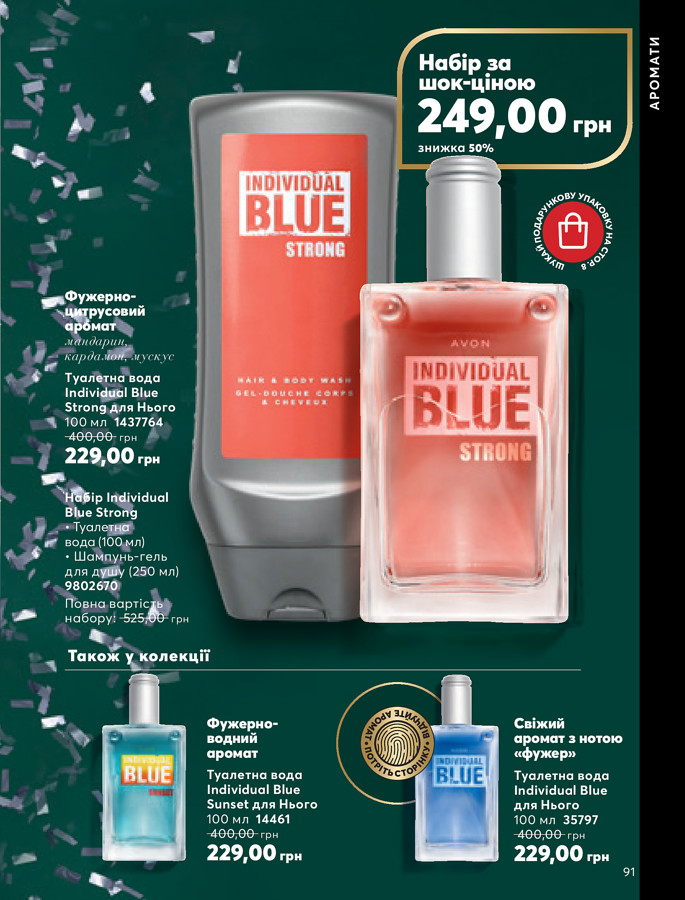 АРОМАТИ
Набір за
шок-ціною
249,00 грн
знижка 50%
ШУКАЙ ПОДАРУНКОВУ УПАКОВКУ НА СТОР. 8
INDIVIDUAL
BLUE
STRONG
HAIR & BODY WASH
GEL-DOUCHE CORPS
& CHEVEUX
AVON
INDIVIDUAL
BLUE
STRONG
Фужерно-
цитрусовий
аромат
мандарин,
кардамон, мускус
Туалетна вода
Individual Blue
Strong для Нього
100 мл 1437764
400,00 грн
229,00 грн
Набір Individual
Blue Strong
• Туалетна
вода (100 мл)
• Шампунь-гель
для душу (250 мл)
9802670
Повна вартість
набору: 525,00 грн
Також у колекції
INDIVIDUAL
BLUE
SUNSET
Фужерно-
водний
аромат
Туалетна вода
Individual Blue
Sunset для Нього
100 мл 14461
400,00 грн
229,00 грн
ВІДЧУЙТЕ АРОМАТ • ПОТРІТЬ СТОРІНКУ •
AVON
INDIVIDUAL
BLUE
Свіжий
аромат з нотою
«фужер»
Туалетна вода
Individual Blue
для Нього
100 мл 35797
400,00 грн
229,00 грн
91